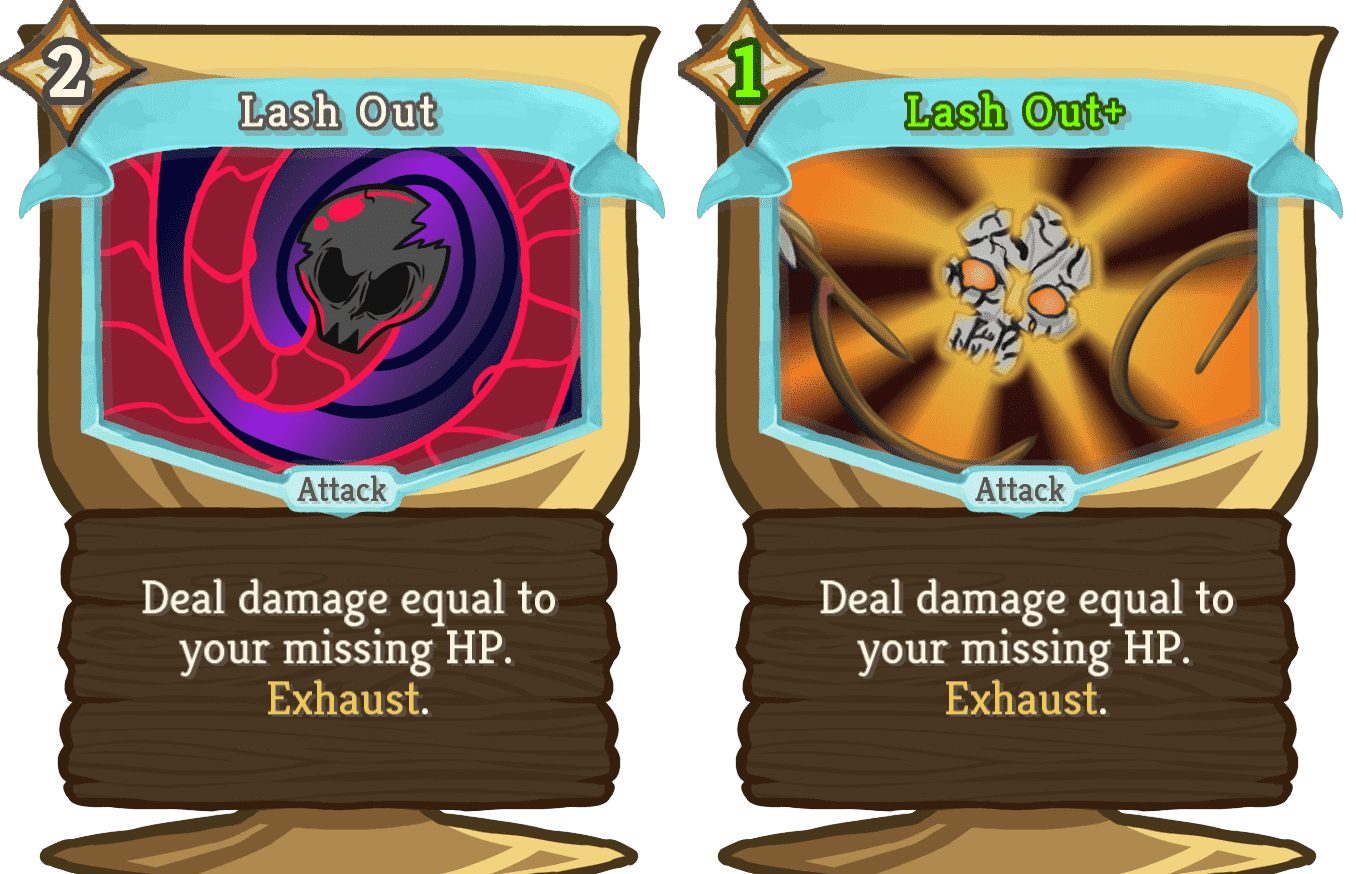 2
Lash Out
Attack
Deal damage equal to
your missing HP.
Exhaust.
1
Lash Out+
Attack
Deal damage equal to
your missing HP.
Exhaust.